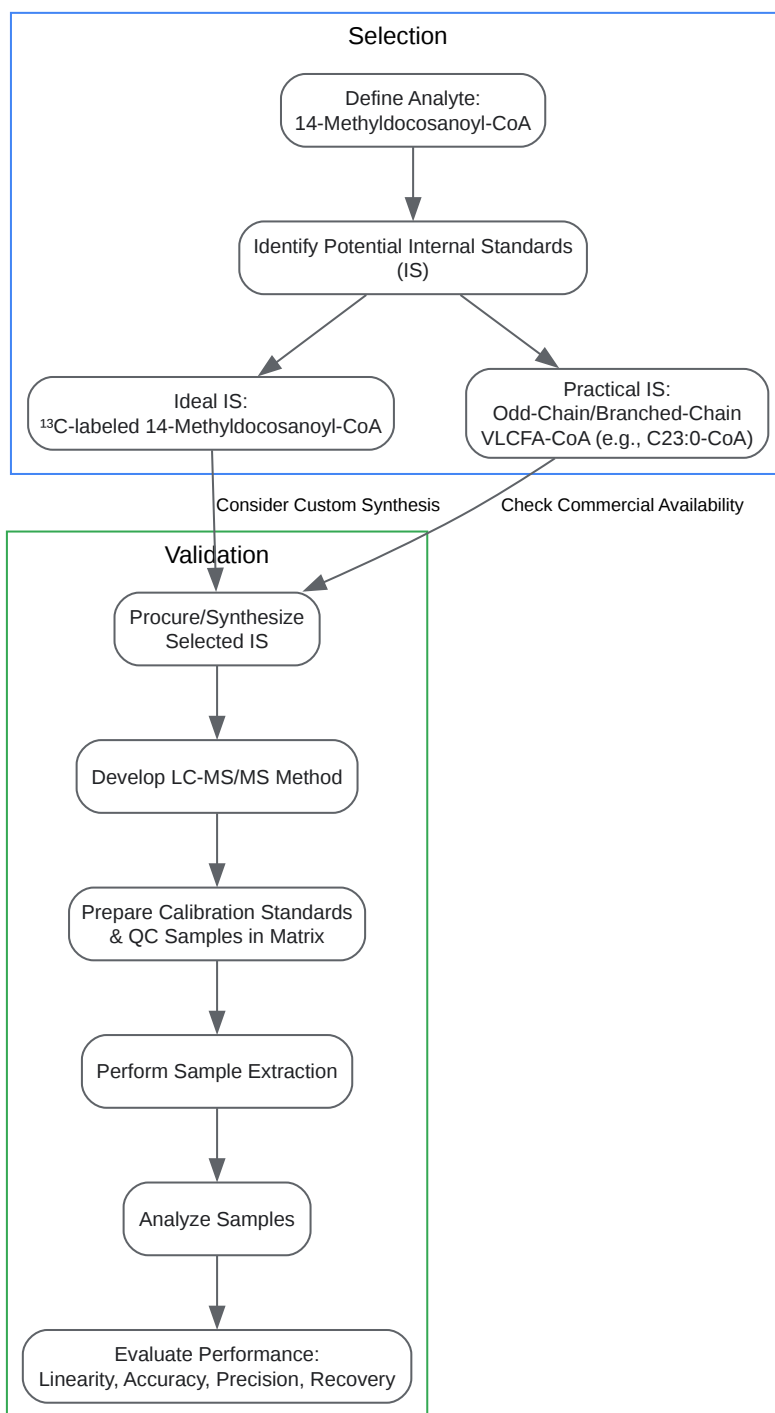 Selection
Define Analyte:
14-Methyldocosanoyl-CoA
Identify Potential Internal Standards
(IS)
Ideal IS:
¹³C-labeled 14-Methyldocosanoyl-CoA
Practical IS:
Odd-Chain/Branched-Chain
VLCFA-CoA (e.g., C23:0-CoA)
Consider Custom Synthesis
Check Commercial Availability
Validation
Procure/Synthesize
Selected IS
Develop LC-MS/MS Method
Prepare Calibration Standards
& QC Samples in Matrix
Perform Sample Extraction
Analyze Samples
Evaluate Performance:
Linearity, Accuracy, Precision, Recovery